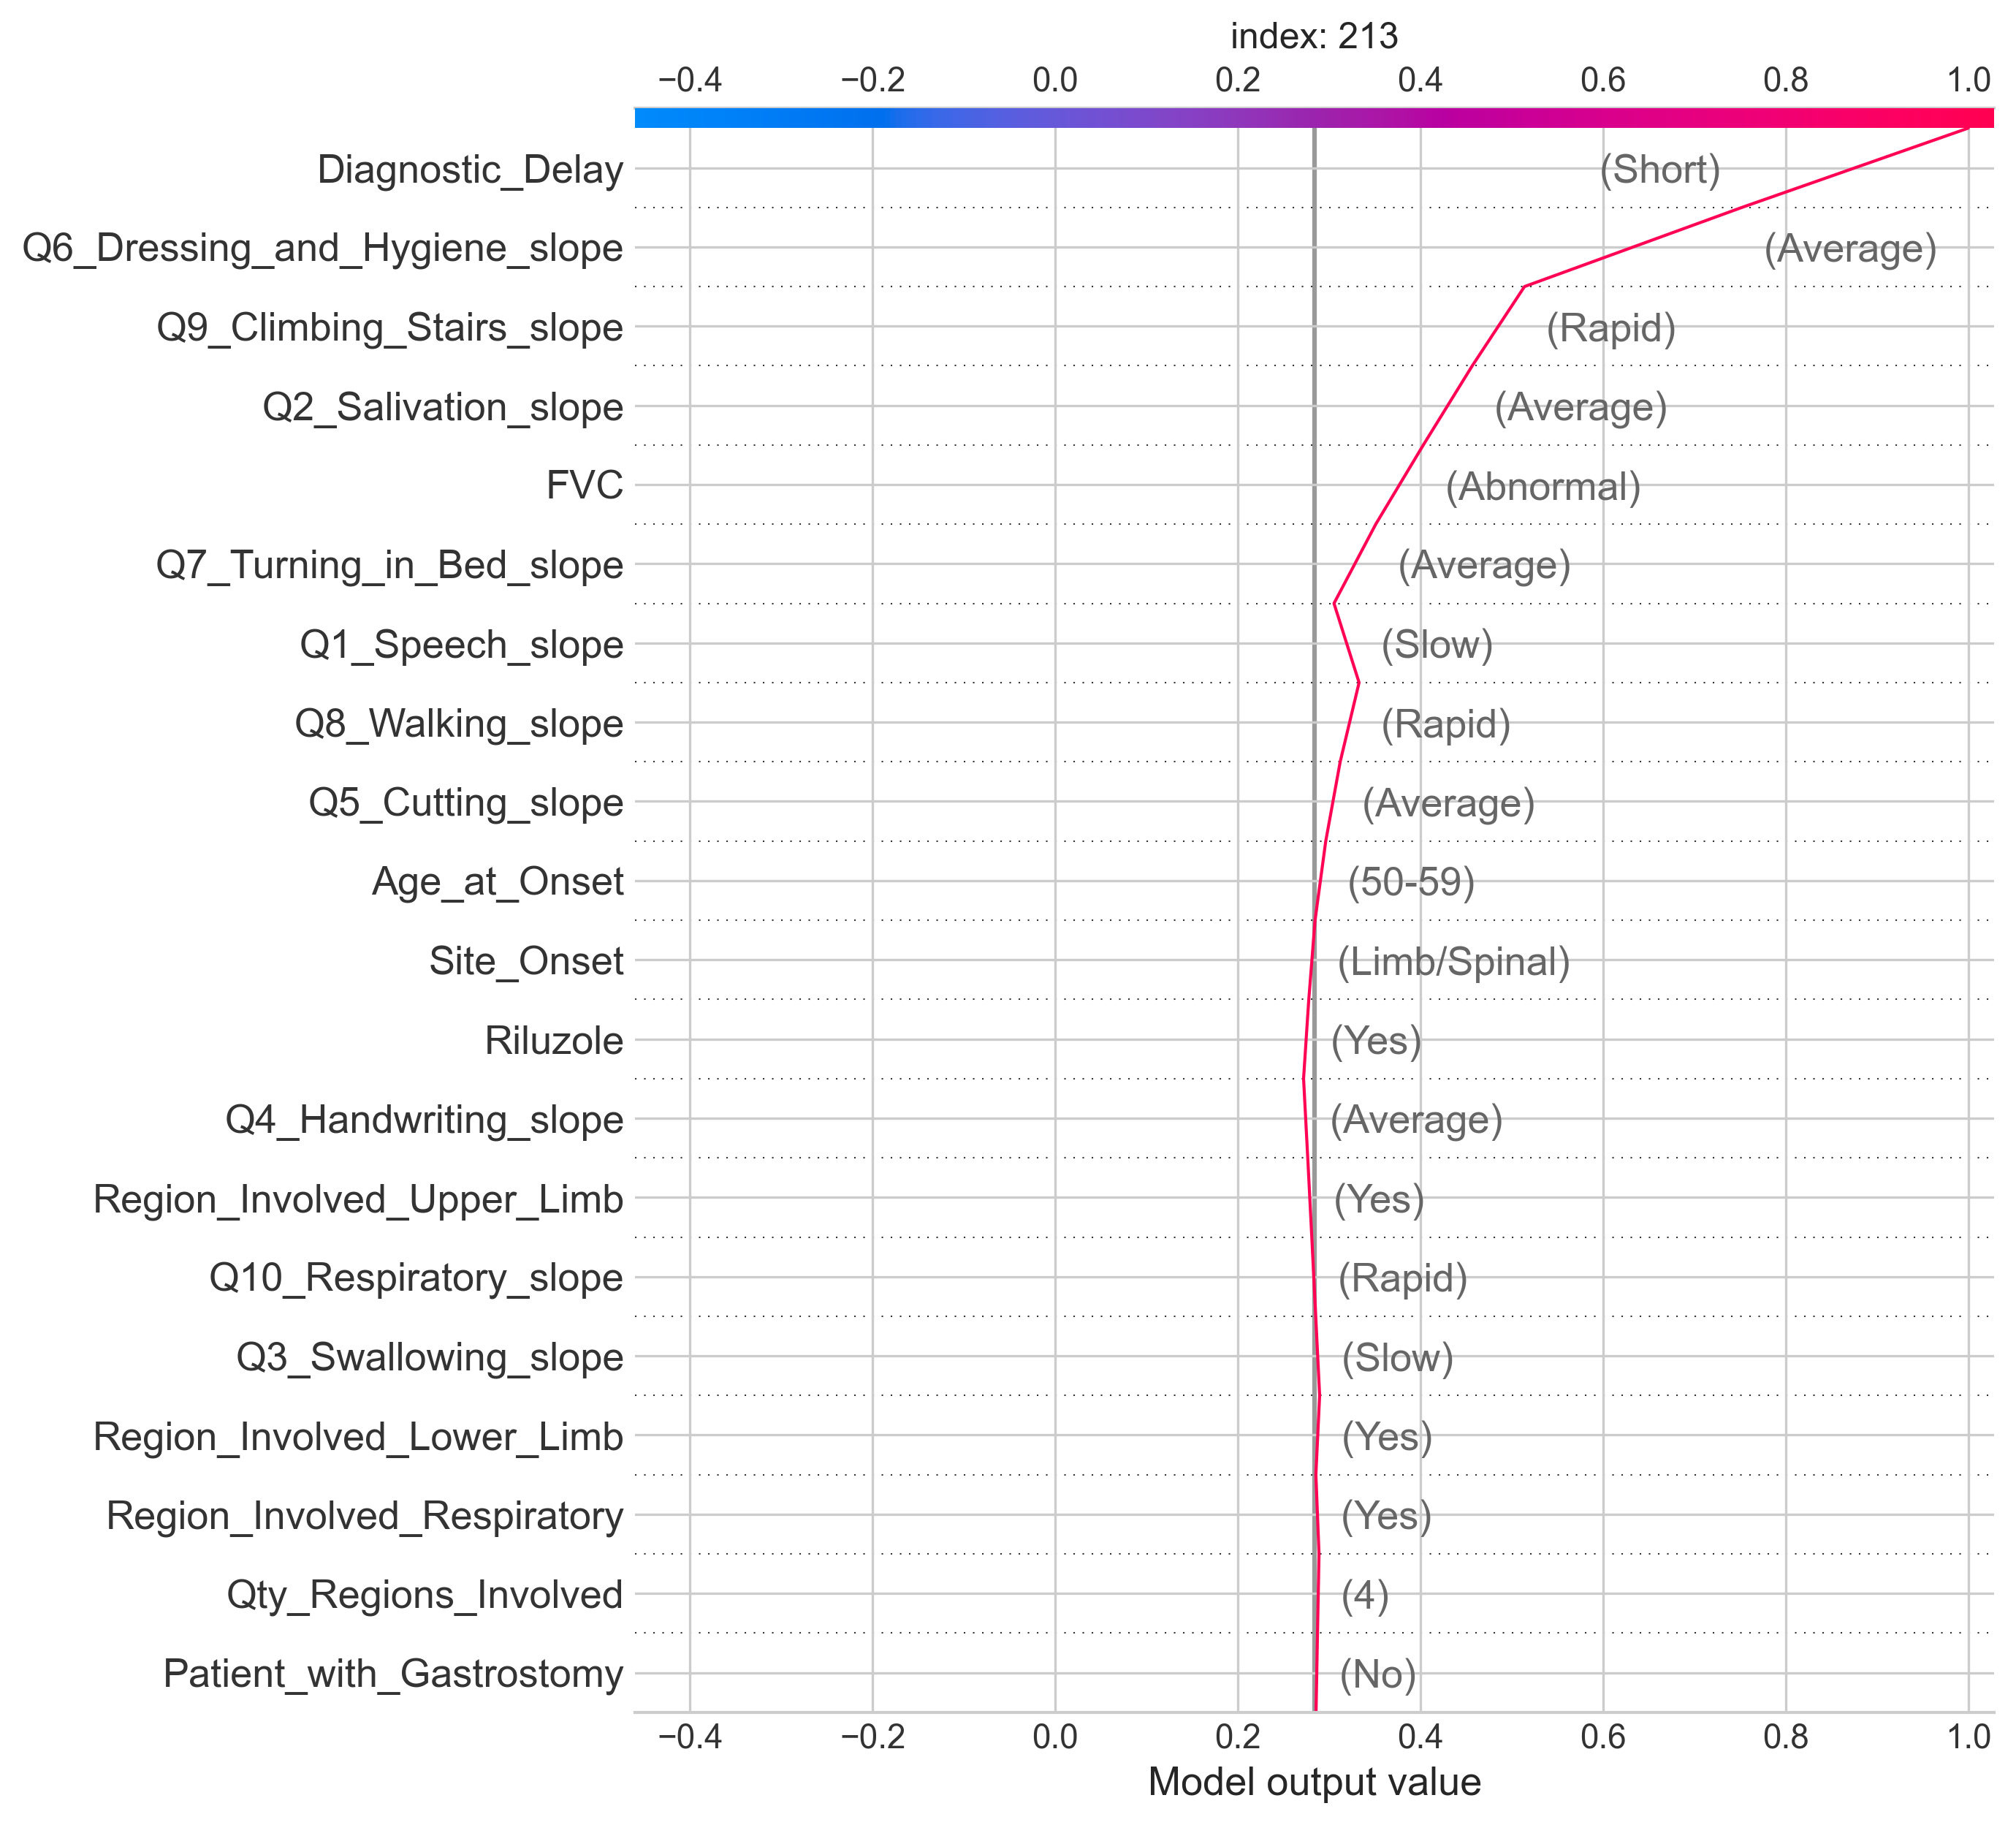 index: 213
−0.4 −0.2 0.0 0.2 0.4 0.6 0.8 1.0
Diagnostic_Delay (Short)
Q6_Dressing_and_Hygiene_slope (Average)
Q9_Climbing_Stairs_slope (Rapid)
Q2_Salivation_slope (Average)
FVC (Abnormal)
Q7_Turning_in_Bed_slope (Average)
Q1_Speech_slope (Slow)
Q8_Walking_slope (Rapid)
Q5_Cutting_slope (Average)
Age_at_Onset (50-59)
Site_Onset (Limb/Spinal)
Riluzole (Yes)
Q4_Handwriting_slope (Average)
Region_Involved_Upper_Limb (Yes)
Q10_Respiratory_slope (Rapid)
Q3_Swallowing_slope (Slow)
Region_Involved_Lower_Limb (Yes)
Region_Involved_Respiratory (Yes)
Qty_Regions_Involved (4)
Patient_with_Gastrostomy (No)
−0.4 −0.2 0.0 0.2 0.4 0.6 0.8 1.0
Model output value